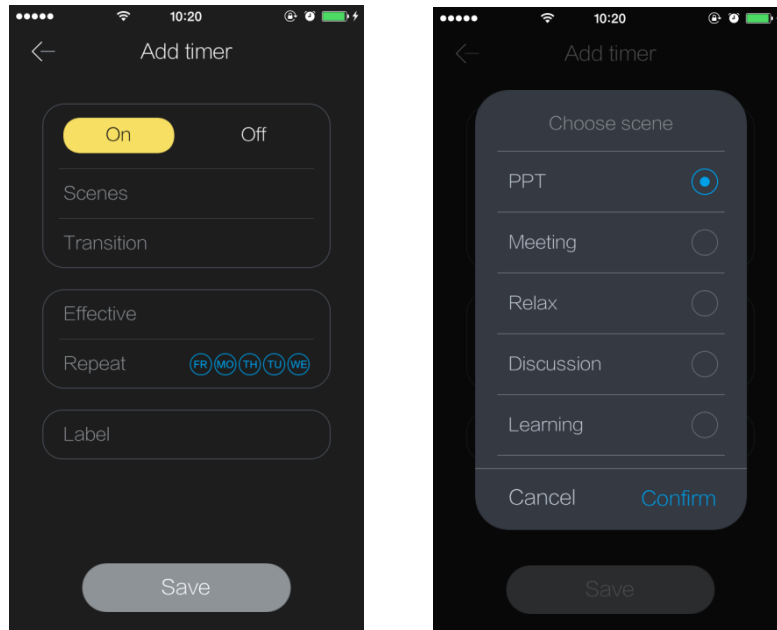 10:20
Add timer
On Off
Scenes
Transition
Effective
Repeat FR MO TH TU WE
Label
Save
10:20
Add timer
Choose scene
PPT
Meeting
Relax
Discussion
Learning
Cancel Confirm
Save